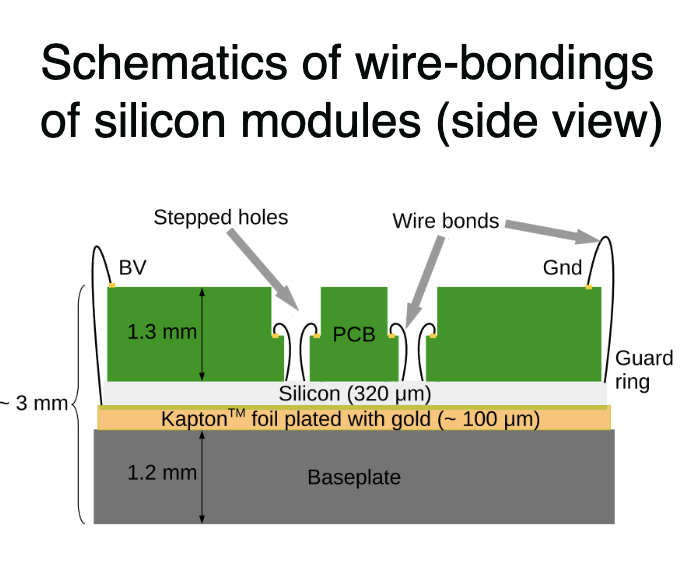 Schematics of wire-bondings
of silicon modules (side view)
Stepped holes
Wire bonds
BV
Gnd
1.3 mm
PCB
Guard
ring
Silicon (320 μm)
~ 3 mm
Kapton™ foil plated with gold (~ 100 μm)
1.2 mm
Baseplate